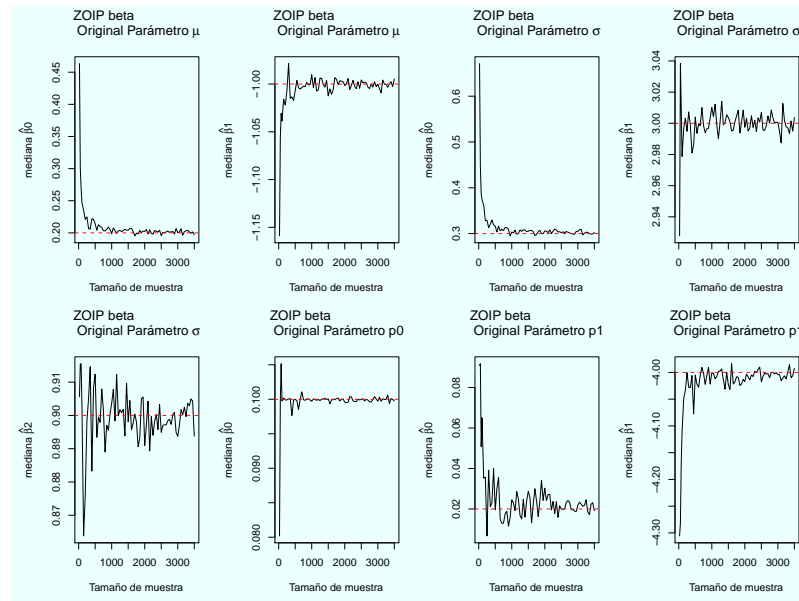 ZOIP beta
Original Parámetro μ
mediana β̂0
0.20 0.25 0.30 0.35 0.40 0.45
0 1000 2000 3000
Tamaño de muestra
ZOIP beta
Original Parámetro μ
mediana β̂1
−1.15 −1.10 −1.05 −1.00
0 1000 2000 3000
Tamaño de muestra
ZOIP beta
Original Parámetro σ
mediana β̂0
0.3 0.4 0.5 0.6
0 1000 2000 3000
Tamaño de muestra
ZOIP beta
Original Parámetro σ
mediana β̂1
2.94 2.96 2.98 3.00 3.02 3.04
0 1000 2000 3000
Tamaño de muestra
ZOIP beta
Original Parámetro σ
mediana β̂2
0.87 0.88 0.89 0.90 0.91
0 1000 2000 3000
Tamaño de muestra
ZOIP beta
Original Parámetro p0
mediana β̂0
0.080 0.090 0.100
0 1000 2000 3000
Tamaño de muestra
ZOIP beta
Original Parámetro p1
mediana β̂0
0.02 0.04 0.06 0.08
0 1000 2000 3000
Tamaño de muestra
ZOIP beta
Original Parámetro p1
mediana β̂1
−4.30 −4.20 −4.10 −4.00
0 1000 2000 3000
Tamaño de muestra